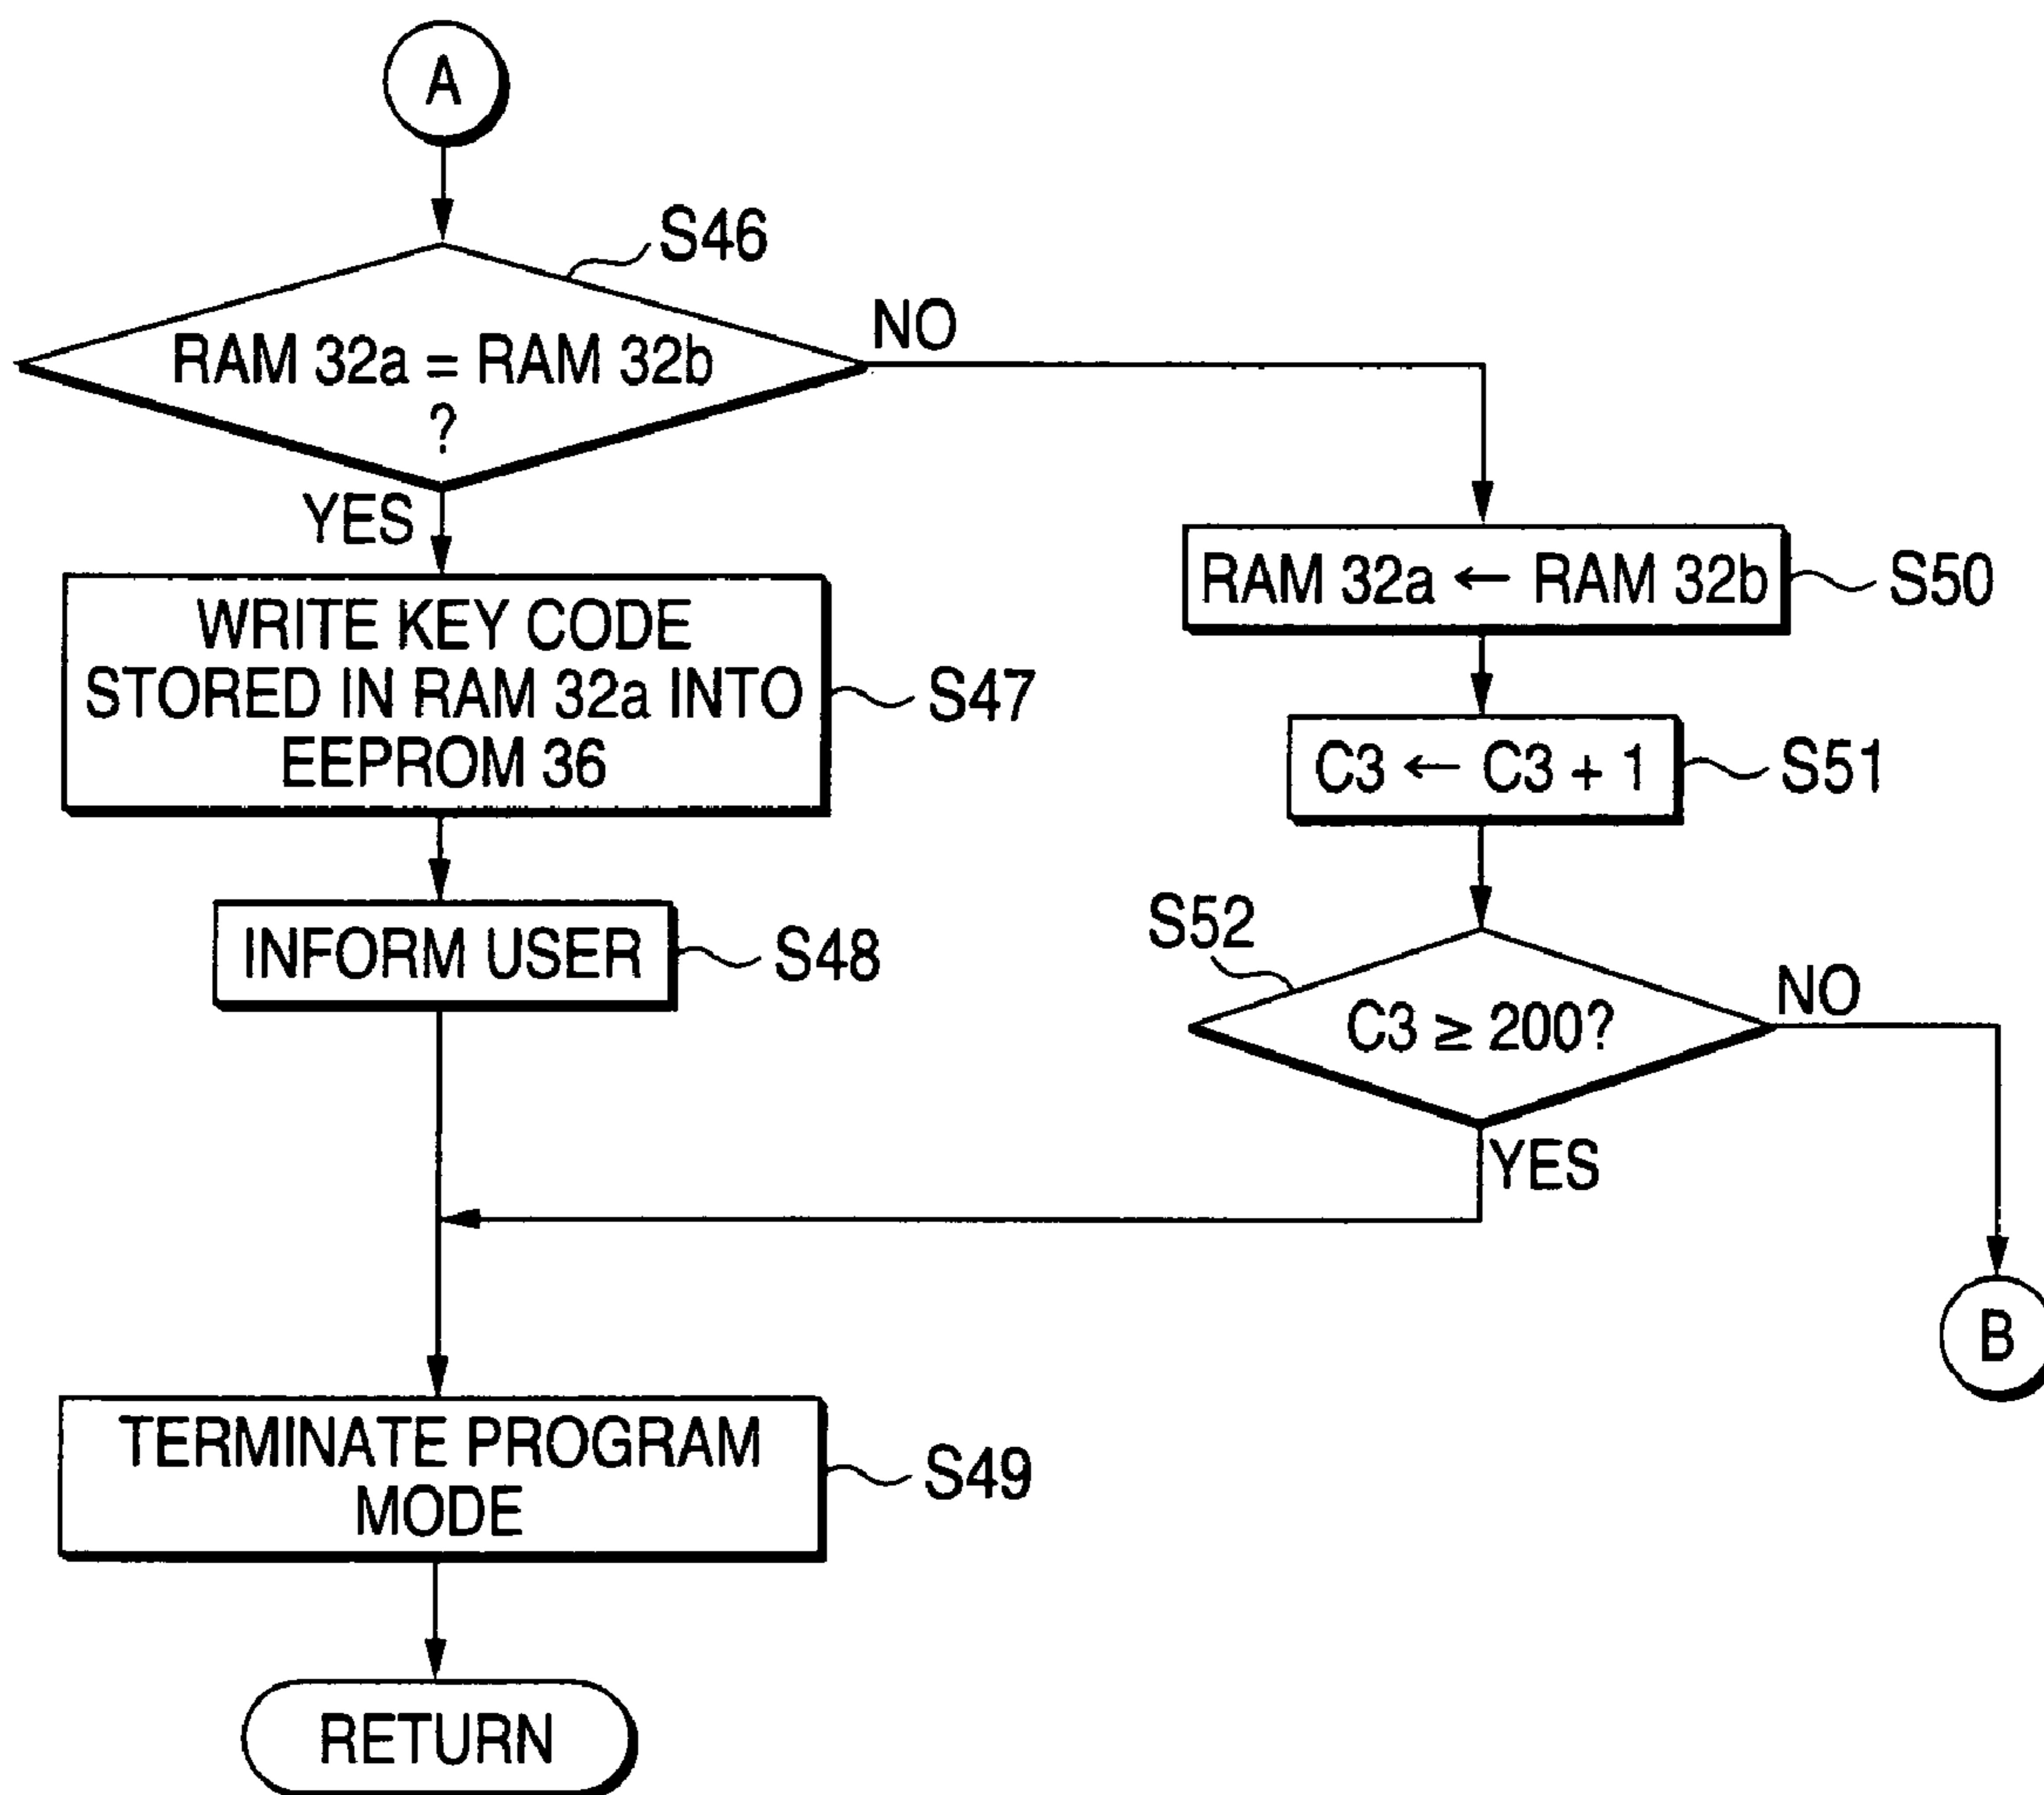 A
S46
RAM 32a = RAM 32b
?
NO
YES
WRITE KEY CODE
STORED IN RAM 32a INTO
EEPROM 36
S47
RAM 32a ← RAM 32b
S50
C3 ← C3 + 1
S51
INFORM USER
S48
S52
C3 ≥ 200?
NO
YES
B
TERMINATE PROGRAM
MODE
S49
RETURN